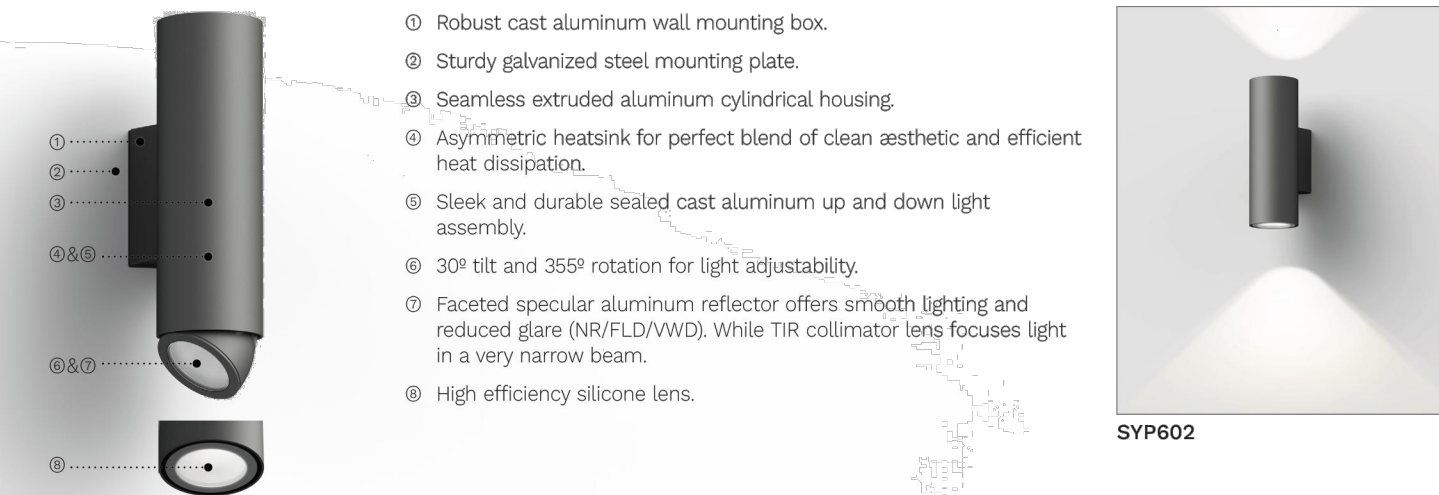 ① Robust cast aluminum wall mounting box.
② Sturdy galvanized steel mounting plate.
③ Seamless extruded aluminum cylindrical housing.
④ Asymmetric heatsink for perfect blend of clean æsthetic and efficient
heat dissipation.
⑤ Sleek and durable sealed cast aluminum up and down light
assembly.
⑥ 30º tilt and 355º rotation for light adjustability.
⑦ Faceted specular aluminum reflector offers smooth lighting and
reduced glare (NR/FLD/VWD). While TIR collimator lens focuses light
in a very narrow beam.
⑧ High efficiency silicone lens.
①
②
③
④&⑤
⑥&⑦
⑧
SYP602